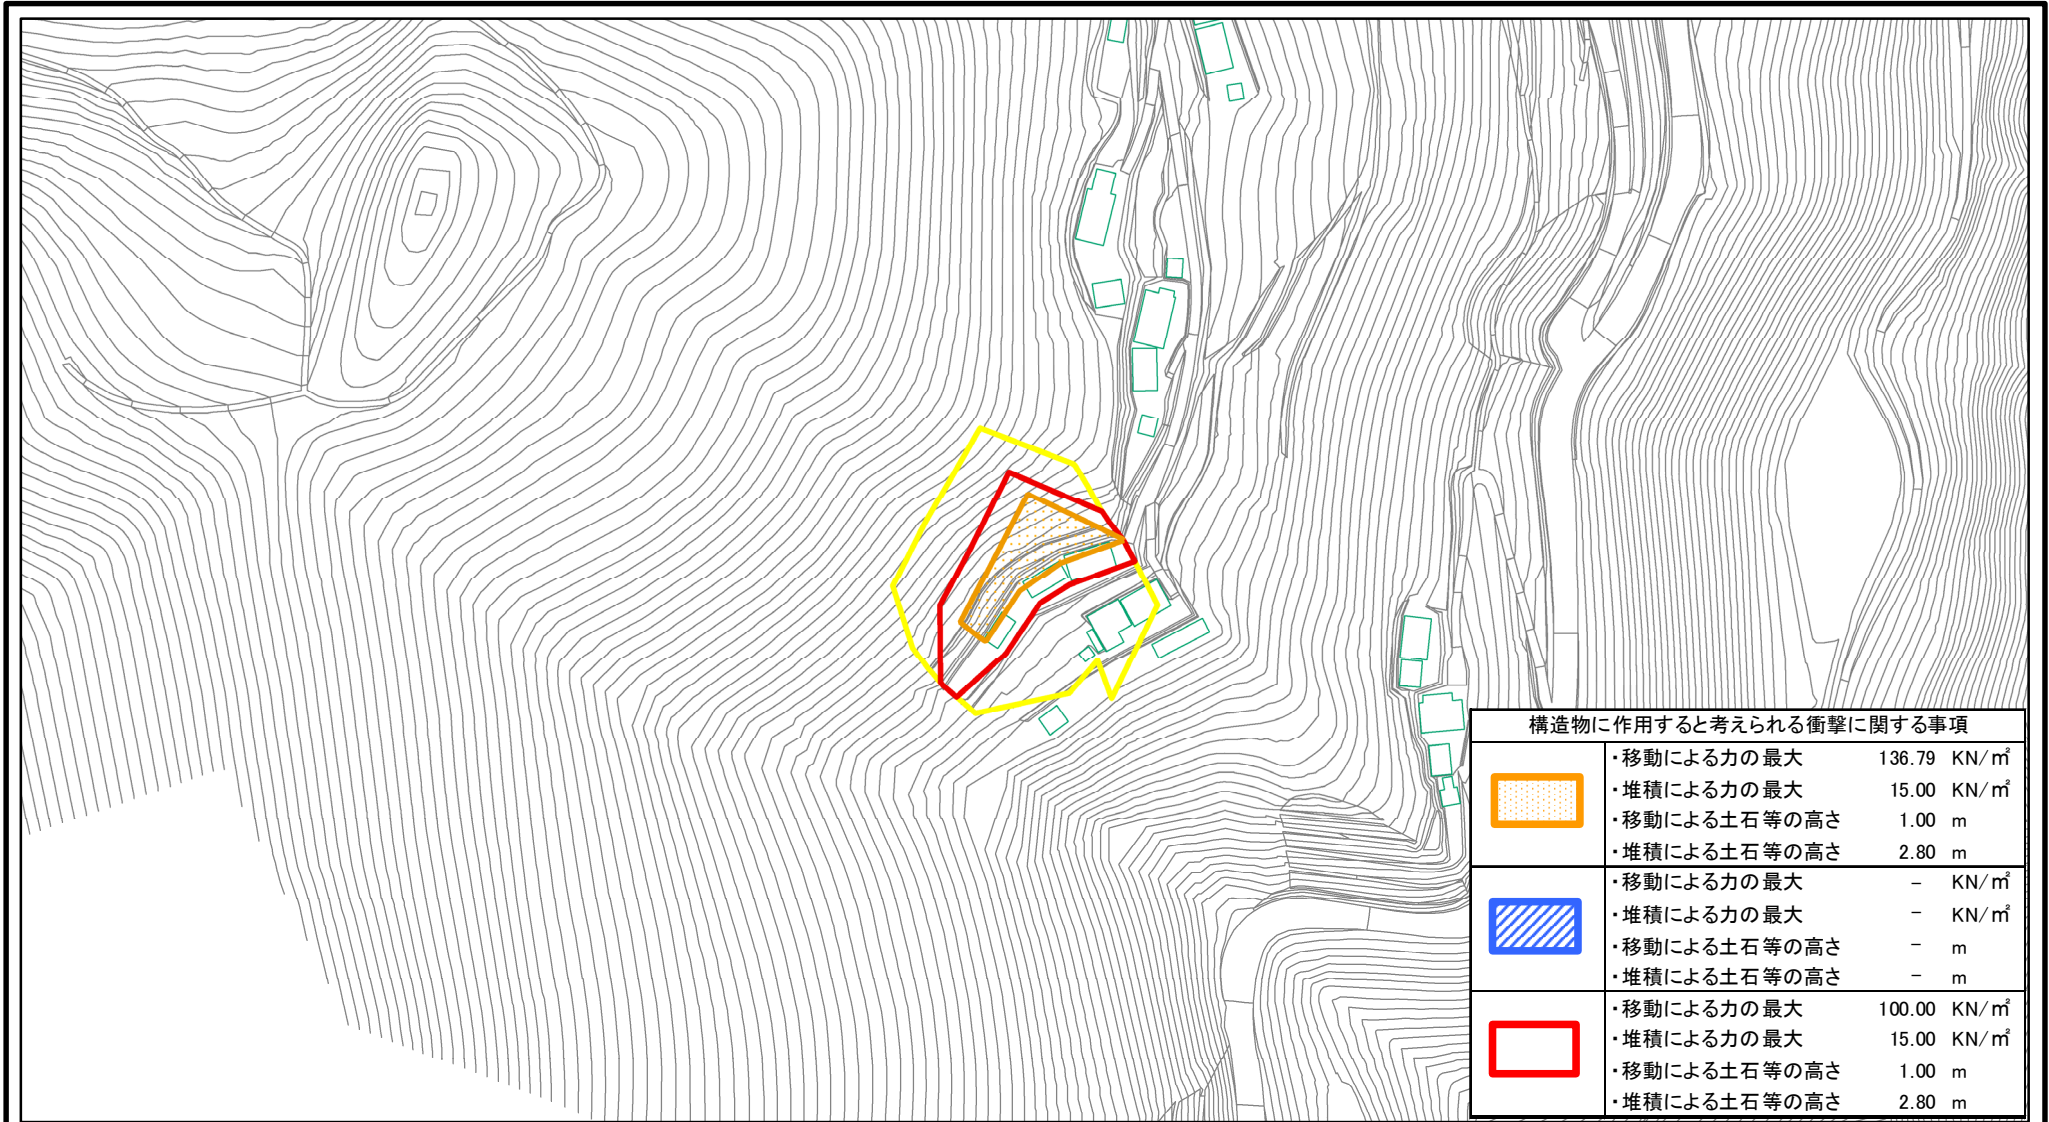 構造物に作用すると考えられる衝撃に関する事項
・移動による力の最大 136.79 KN/㎡
・堆積による力の最大 15.00 KN/㎡
・移動による土石等の高さ 1.00 m
・堆積による土石等の高さ 2.80 m
・移動による力の最大 - KN/㎡
・堆積による力の最大 - KN/㎡
・移動による土石等の高さ - m
・堆積による土石等の高さ - m
・移動による力の最大 100.00 KN/㎡
・堆積による力の最大 15.00 KN/㎡
・移動による土石等の高さ 1.00 m
・堆積による土石等の高さ 2.80 m